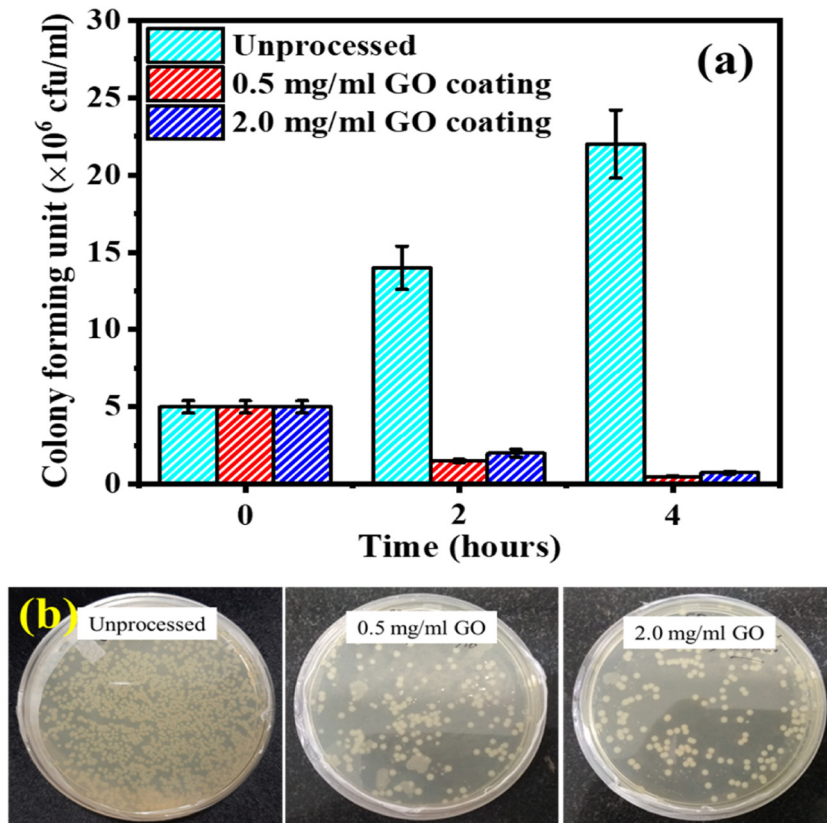 30
25
20
15
10
5
0
Colony forming unit (×10⁶ cfu/ml)
Unprocessed
0.5 mg/ml GO coating
2.0 mg/ml GO coating
(a)
0 2 4
Time (hours)
(b)
Unprocessed
0.5 mg/ml GO
2.0 mg/ml GO